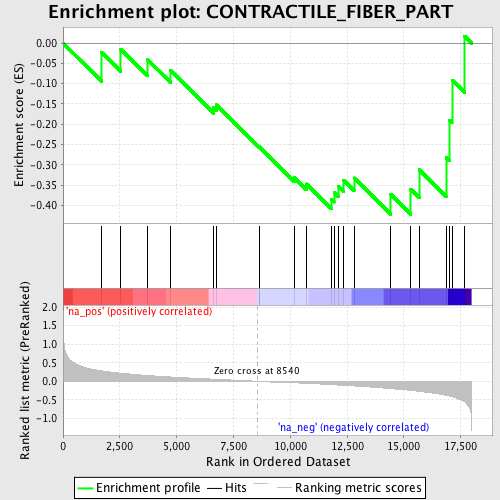 Enrichment plot: CONTRACTILE_FIBER_PART
Enrichment score (ES)
0.00
-0.05
-0.10
-0.15
-0.20
-0.25
-0.30
-0.35
-0.40
'na_pos' (positively correlated)
Ranked list metric (PreRanked)
2.0
1.5
1.0
0.5
0.0
-0.5
-1.0
Zero cross at 8540
'na_neg' (negatively correlated)
0 2,500 5,000 7,500 10,000 12,500 15,000 17,500
Rank in Ordered Dataset
Enrichment profile Hits Ranking metric scores